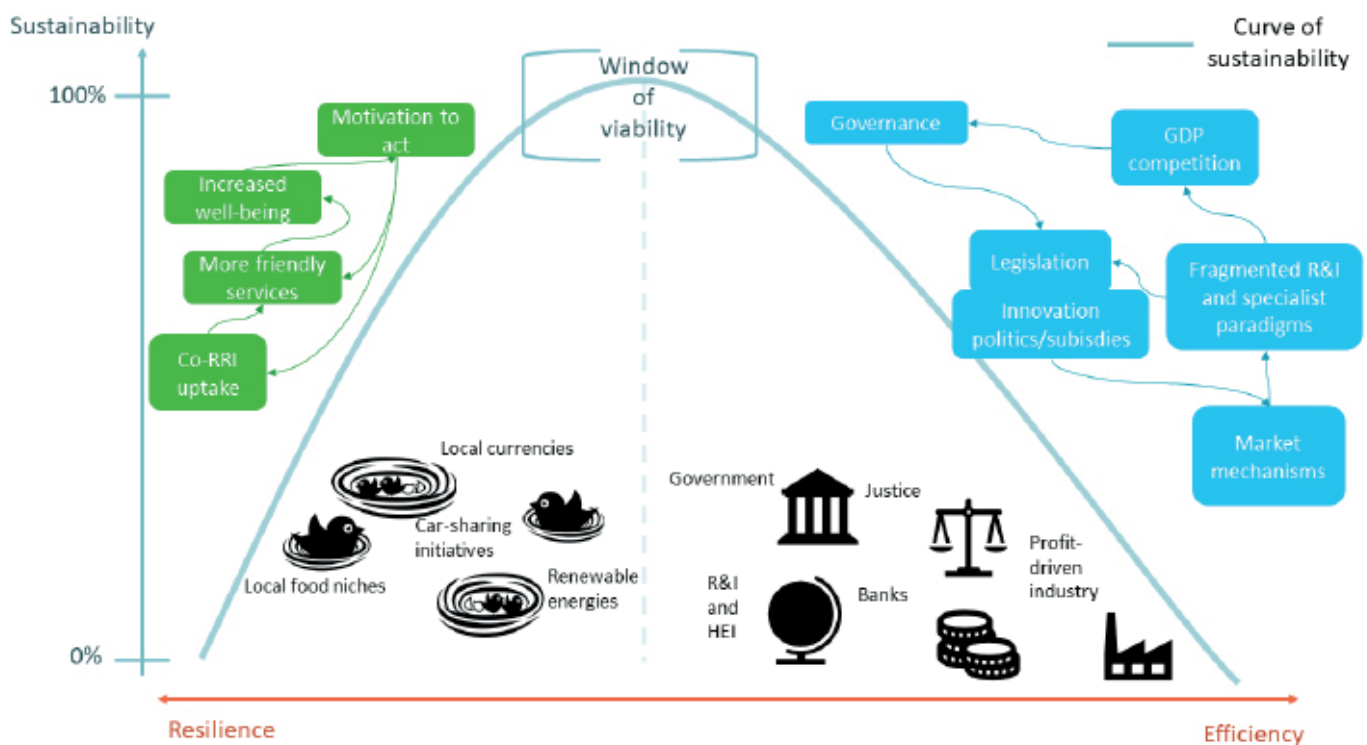 Sustainability
Curve of
sustainability
100%
Window
of
viability
Motivation to
act
Increased
well-being
More friendly
services
Co-RRI
uptake
Governance
GDP
competition
Legislation
Innovation
politics/subisdies
Fragmented R&I
and specialist
paradigms
Market
mechanisms
Local currencies
Car-sharing
initiatives
Local food niches
Renewable
energies
Government
Justice
R&I
and
HEI
Banks
Profit-
driven
industry
0%
Resilience
Efficiency